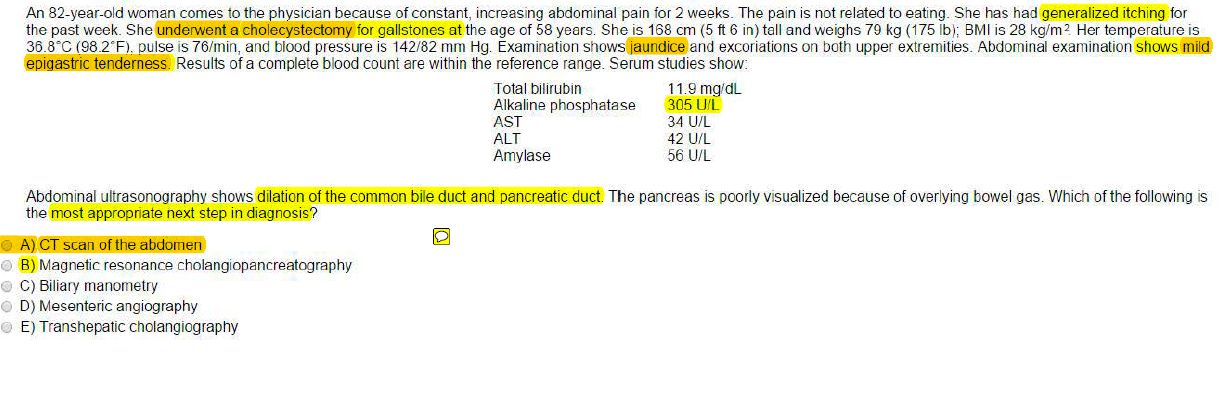 An 82-year-old woman comes to the physician because of constant, increasing abdominal pain for 2 weeks. The pain is not related to eating. She has had generalized itching for
the past week. She underwent a cholecystectomy for gallstones at the age of 58 years. She is 168 cm (5 ft 6 in) tall and weighs 79 kg (175 lb); BMI is 28 kg/m². Her temperature is
36.8°C (98.2°F), pulse is 76/min, and blood pressure is 142/82 mm Hg. Examination shows jaundice and excoriations on both upper extremities. Abdominal examination shows mild
epigastric tenderness. Results of a complete blood count are within the reference range. Serum studies show:
Total bilirubin 11.9 mg/dL
Alkaline phosphatase 305 U/L
AST 34 U/L
ALT 42 U/L
Amylase 56 U/L
Abdominal ultrasonography shows dilation of the common bile duct and pancreatic duct. The pancreas is poorly visualized because of overlying bowel gas. Which of the following is
the most appropriate next step in diagnosis?
A) CT scan of the abdomen
B) Magnetic resonance cholangiopancreatography
C) Biliary manometry
D) Mesenteric angiography
E) Transhepatic cholangiography